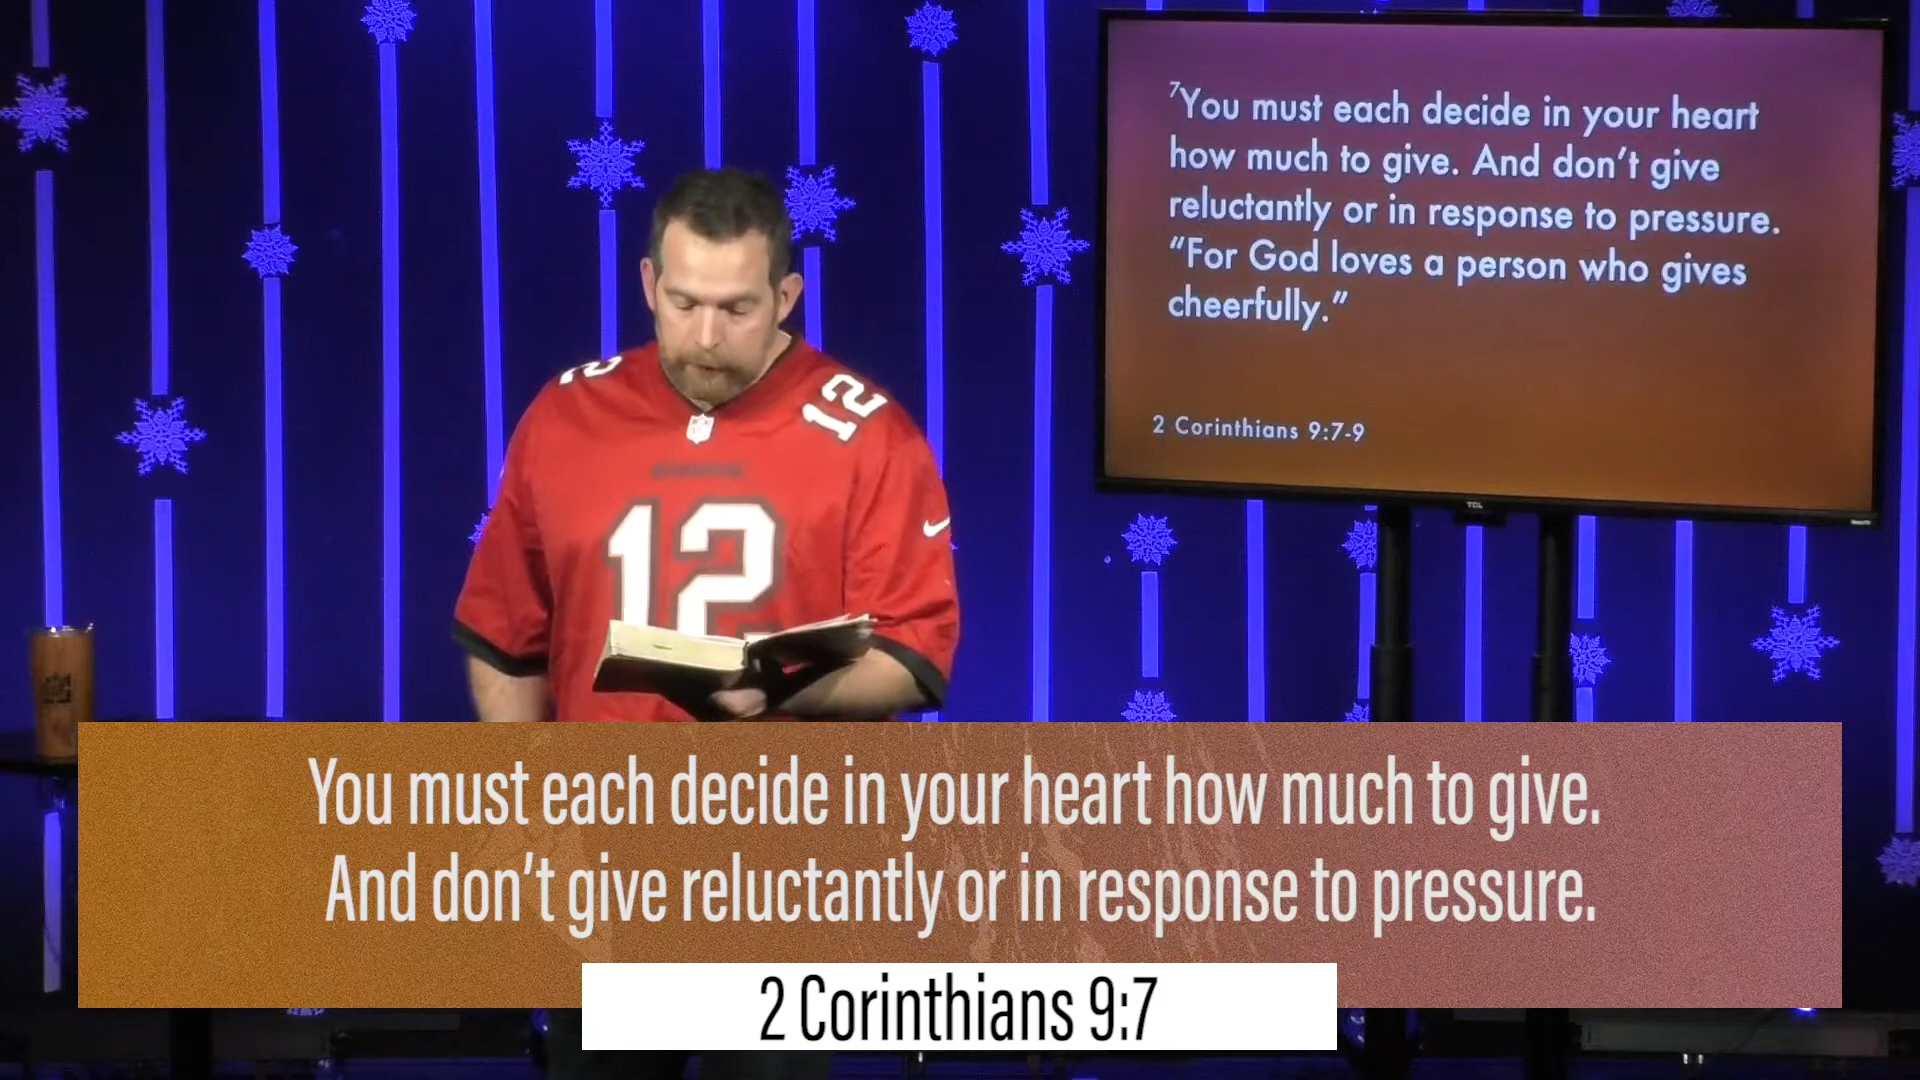 ⁷You must each decide in your heart
how much to give. And don't give
reluctantly or in response to pressure.
“For God loves a person who gives
cheerfully.”
2 Corinthians 9:7-9
TCL
12
12
12
You must each decide in your heart how much to give.
And don't give reluctantly or in response to pressure.
2 Corinthians 9:7